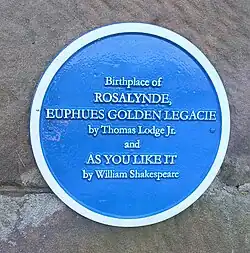 Birthplace of
ROSALYNDE,
EUPHUES GOLDEN LEGACIE
by Thomas Lodge Jr.
and
AS YOU LIKE IT
by William Shakespeare